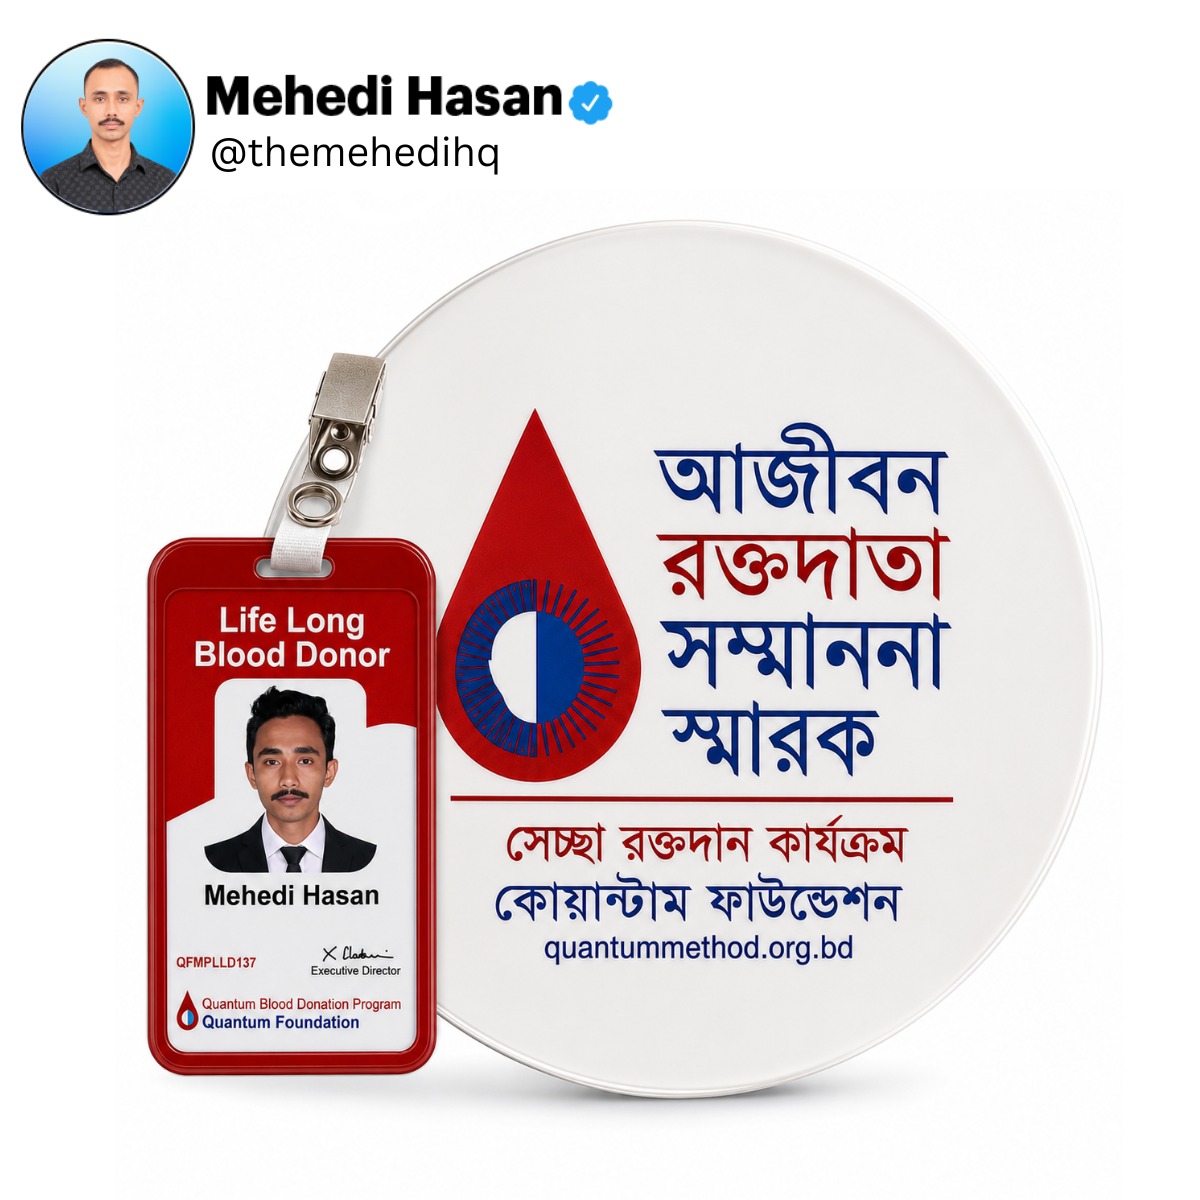 Mehedi Hasan
@themehedihq
আজীবন
রক্তদাতা
সম্মাননা
স্মারক
সেচ্ছা রক্তদান কার্যক্রম
কোয়ান্টাম ফাউন্ডেশন
quantummethod.org.bd
Life Long
Blood Donor
Mehedi Hasan
QFMPLLD137
Executive Director
Quantum Blood Donation Program
Quantum Foundation